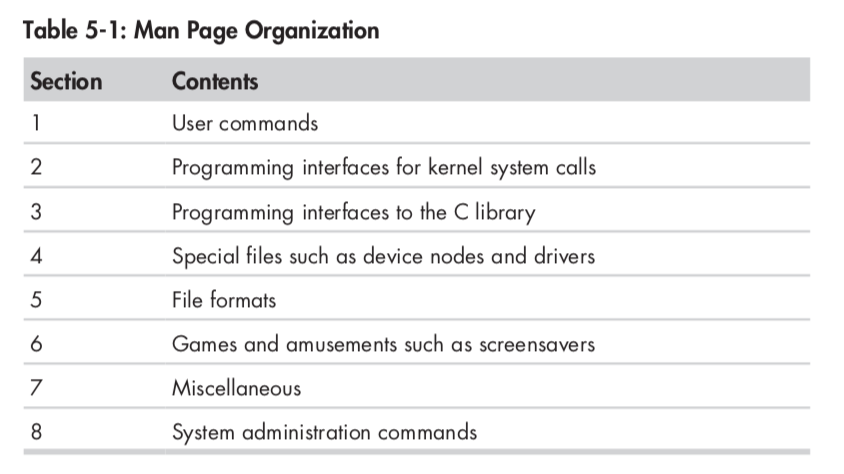 Table 5-1: Man Page Organization
Section Contents
1 User commands
2 Programming interfaces for kernel system calls
3 Programming interfaces to the C library
4 Special files such as device nodes and drivers
5 File formats
6 Games and amusements such as screensavers
7 Miscellaneous
8 System administration commands